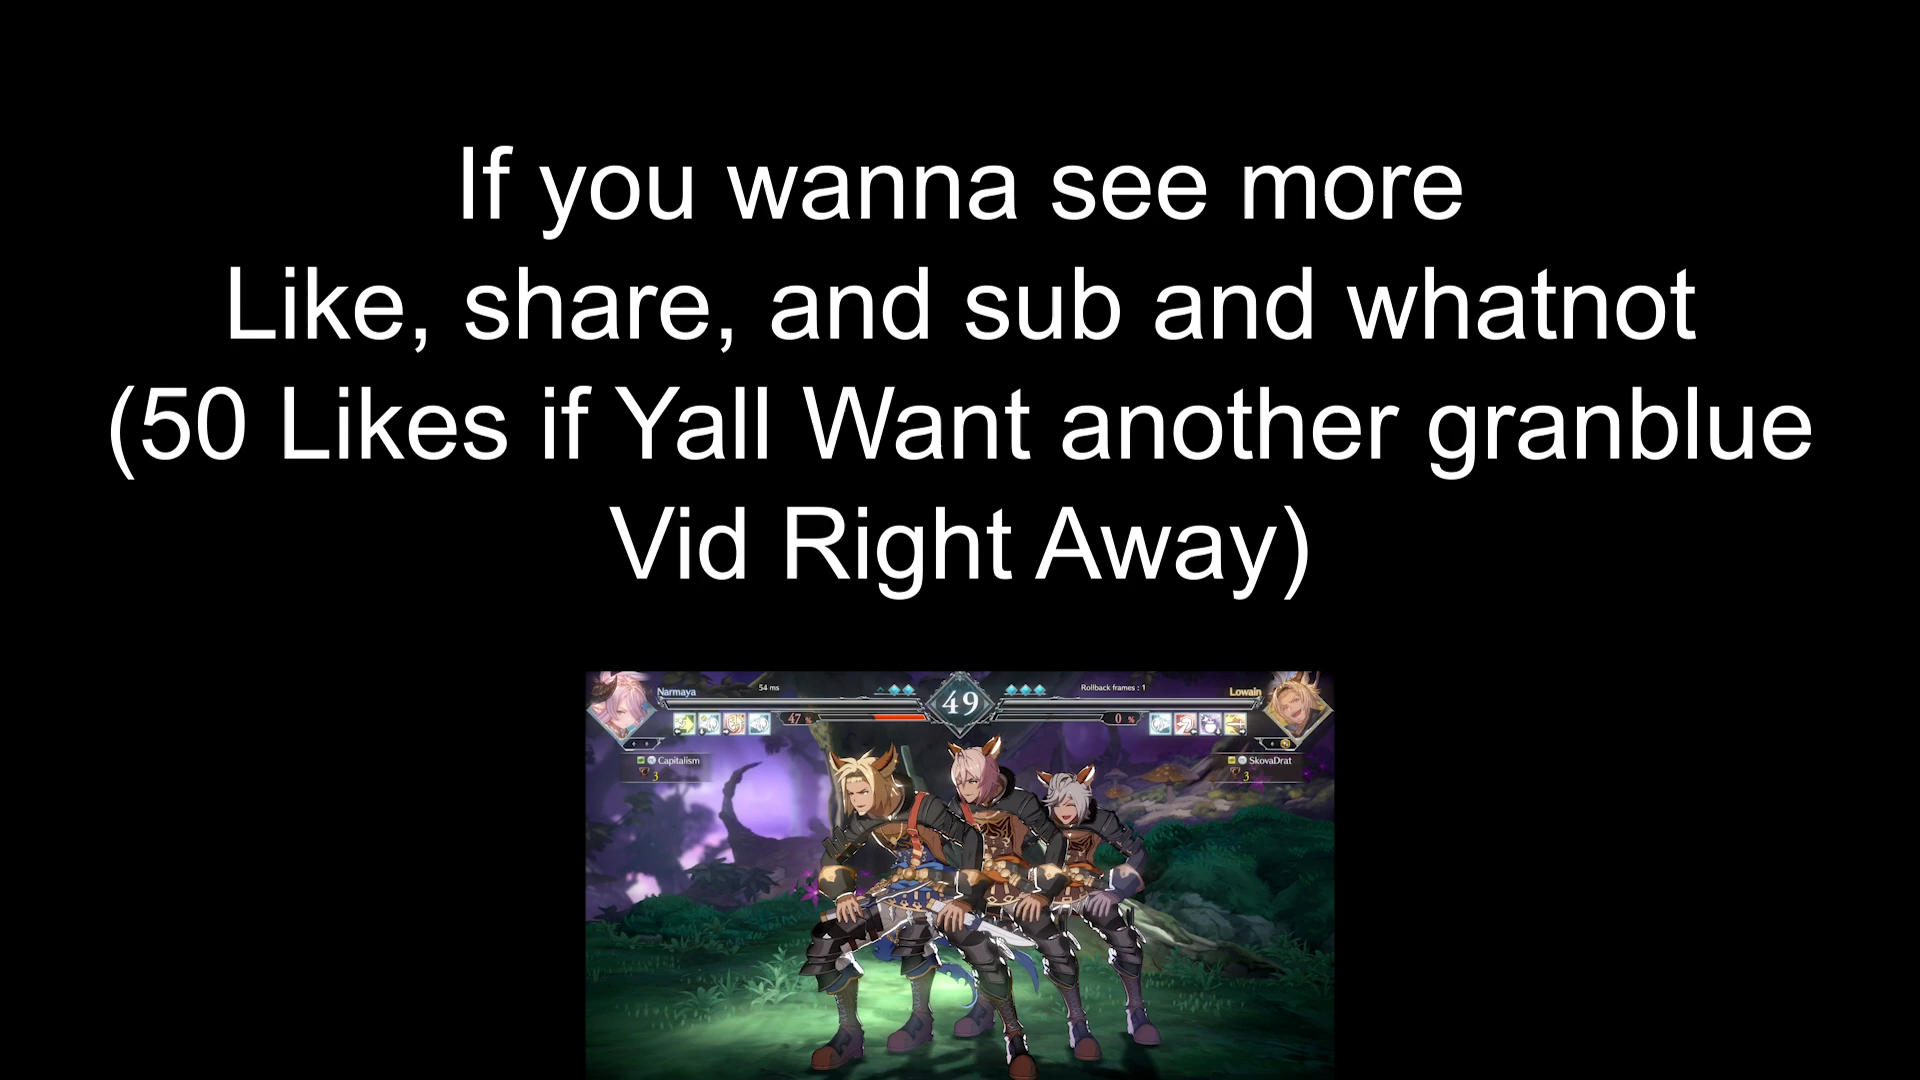 If you wanna see more
Like, share, and sub and whatnot
(50 Likes if Yall Want another granblue
Vid Right Away)
Narmaya
54 ms
49
Rollback frames : 1
Lowain
47 %
0 %
Capitalism
3
SkovaDrat
3